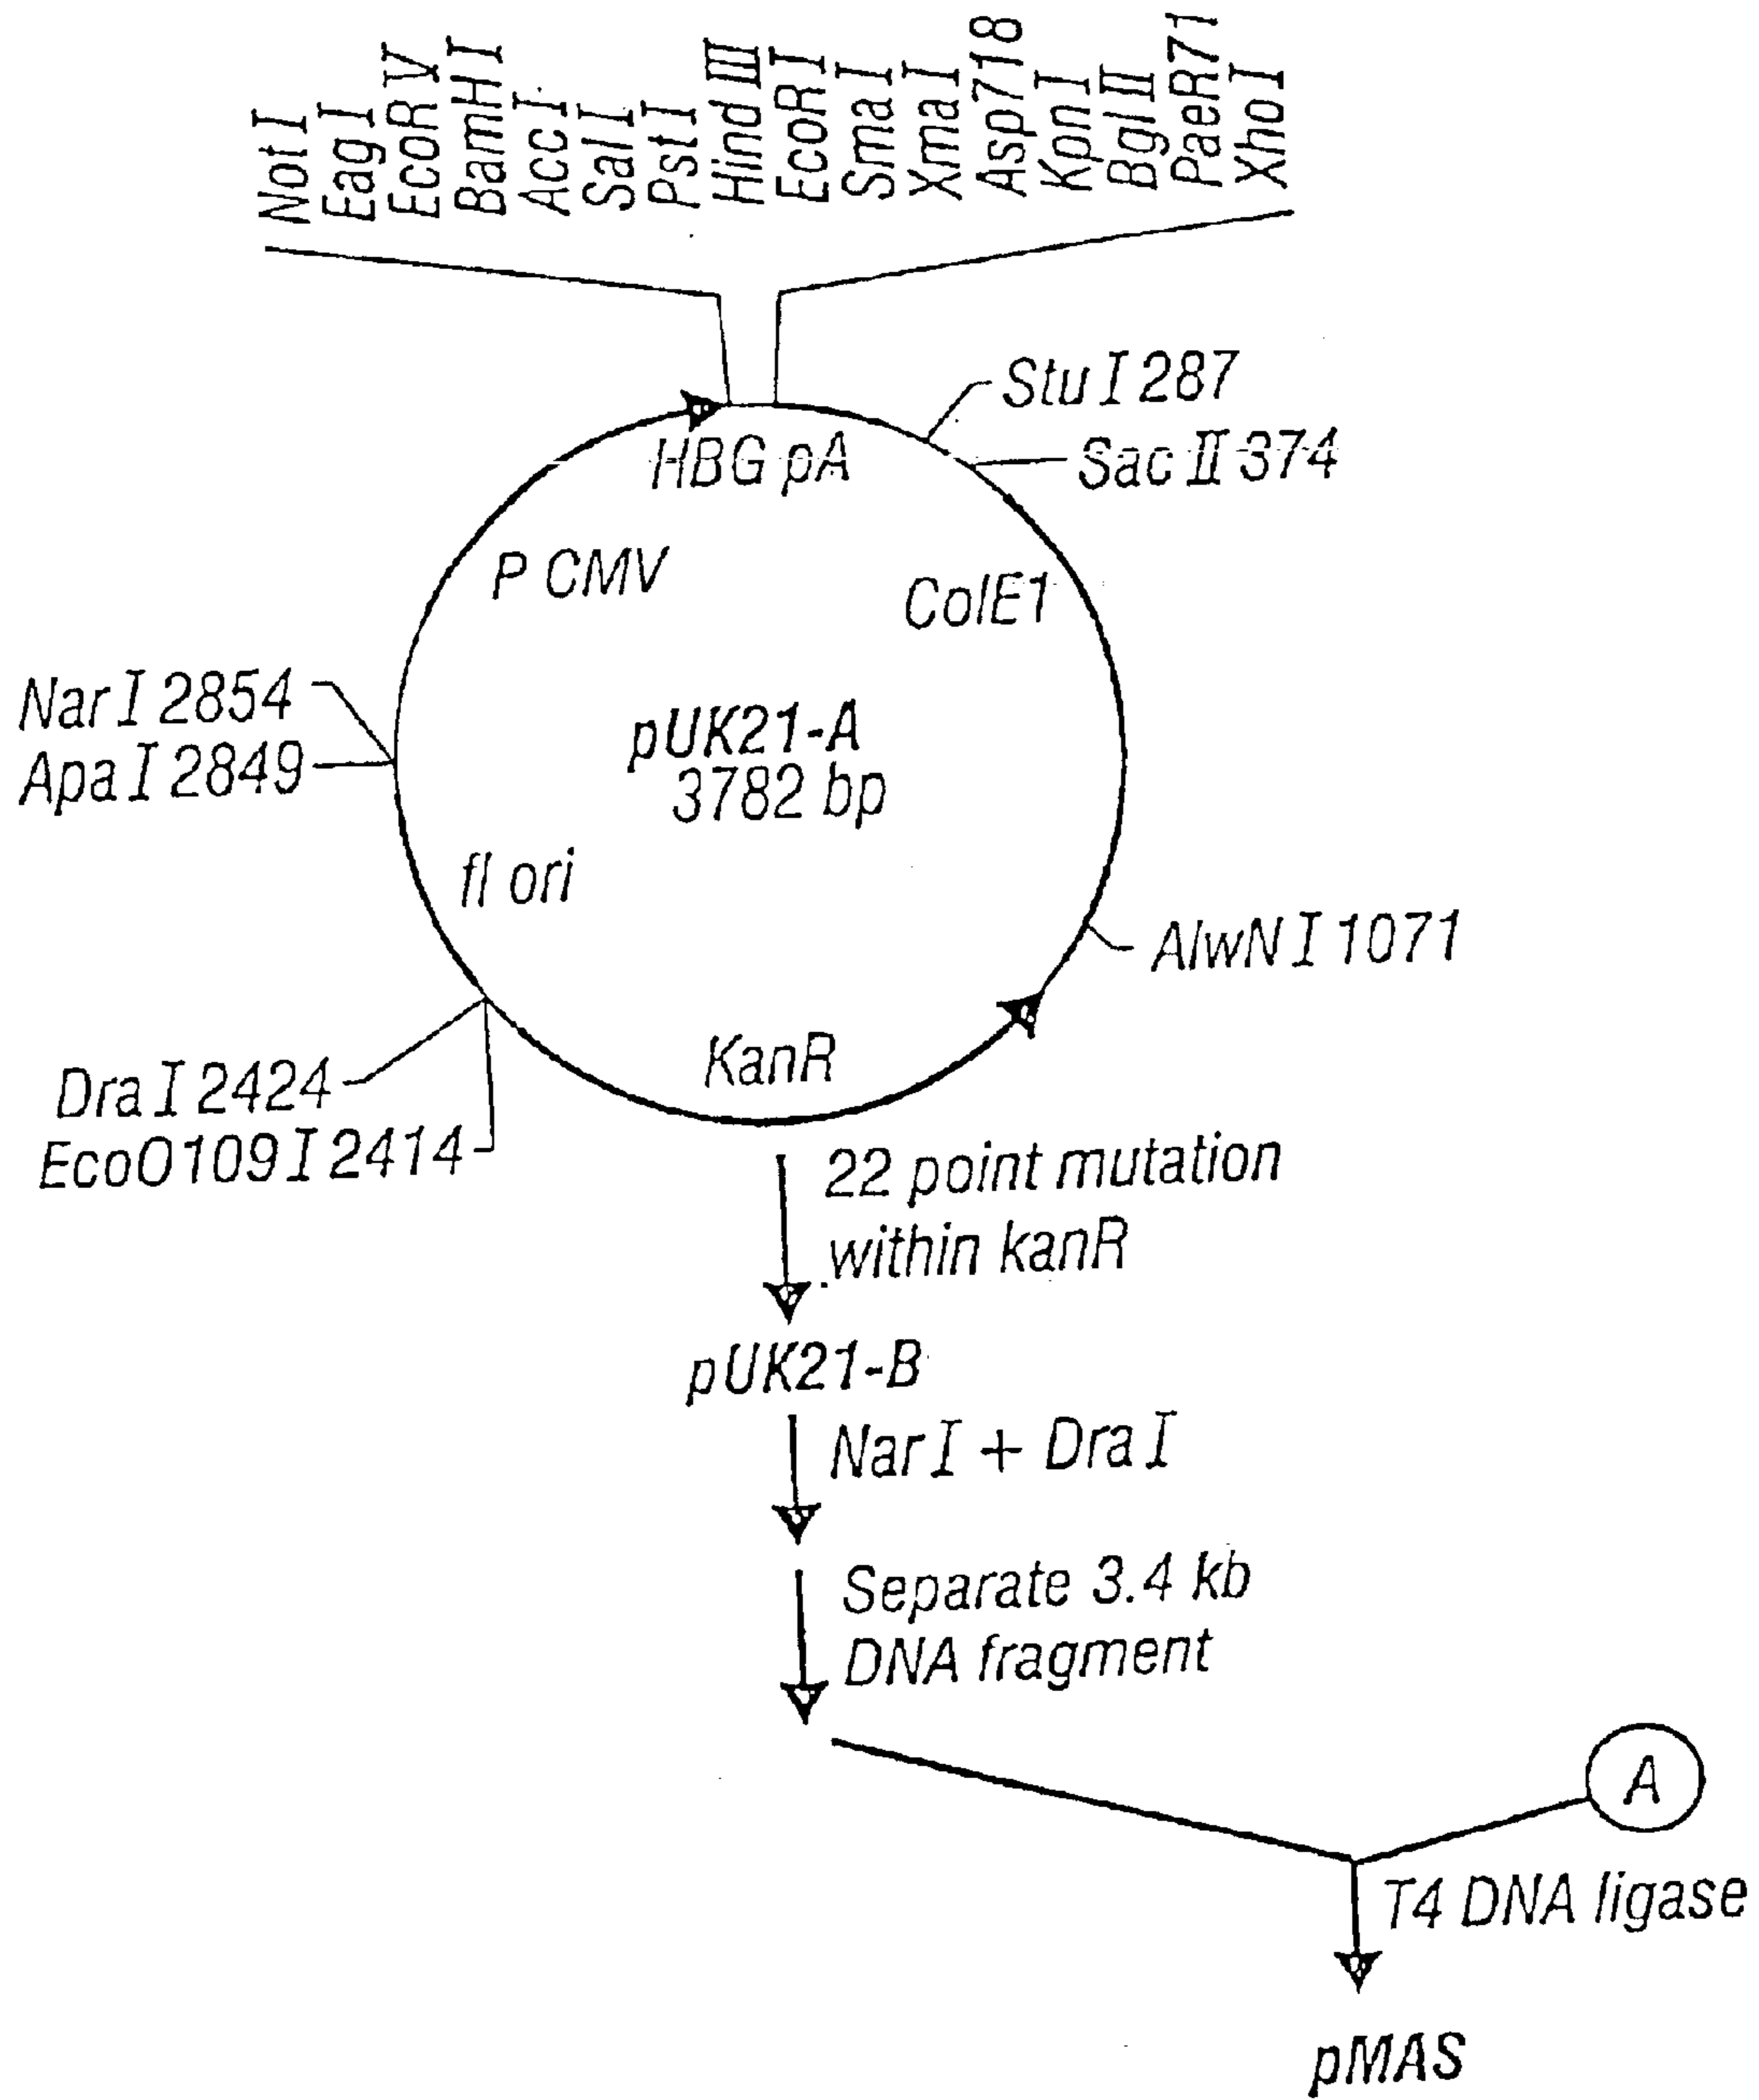 Not I
Eag I
EcoR V
BamH I
Acc I
Sal I
Pst I
Hind III
EcoR I
Sma I
Xma I
Asp718
Kpn I
Bgl II
PaeR71
Xho I
Stu I 287
Sac II 374
HBG pA
P CMV
ColE1
Nar I 2854
Apa I 2849
pUK21-A
3782 bp
fl ori
AlwN I 1071
KanR
Dra I 2424
EcoO109 I 2414
22 point mutation
within kanR
pUK21-B
Nar I + Dra I
Separate 3.4 kb
DNA fragment
A
T4 DNA ligase
pMAS